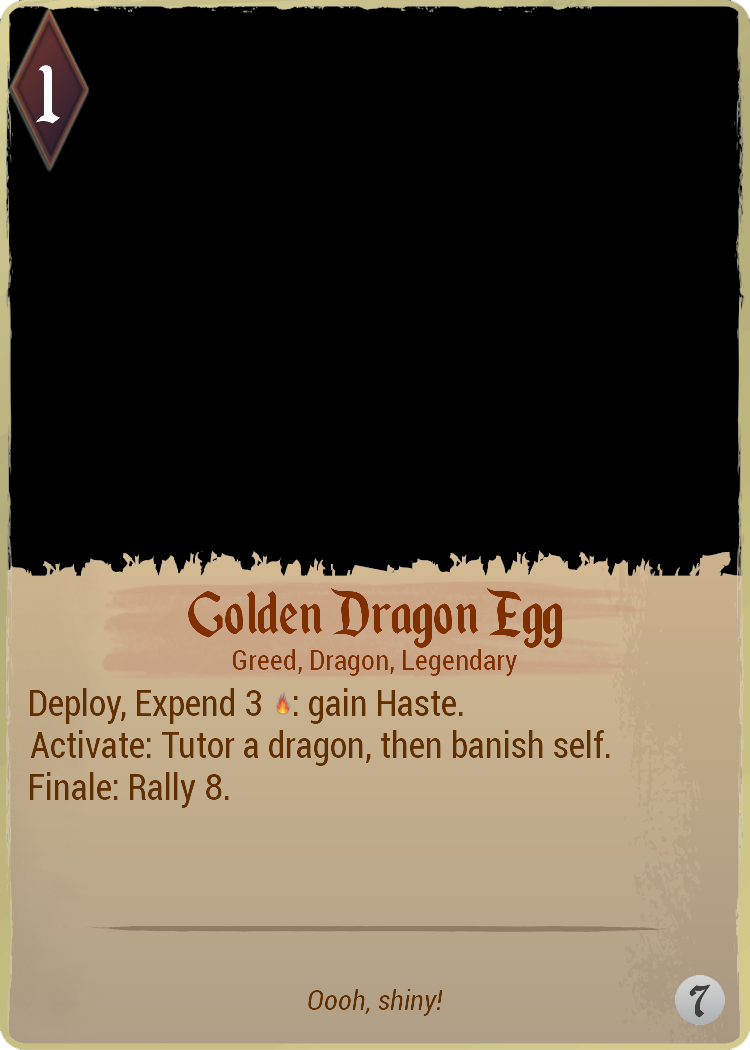 1
Golden Dragon Egg
Greed, Dragon, Legendary
Deploy, Expend 3 🔥: gain Haste.
Activate: Tutor a dragon, then banish self.
Finale: Rally 8.
Oooh, shiny!
7